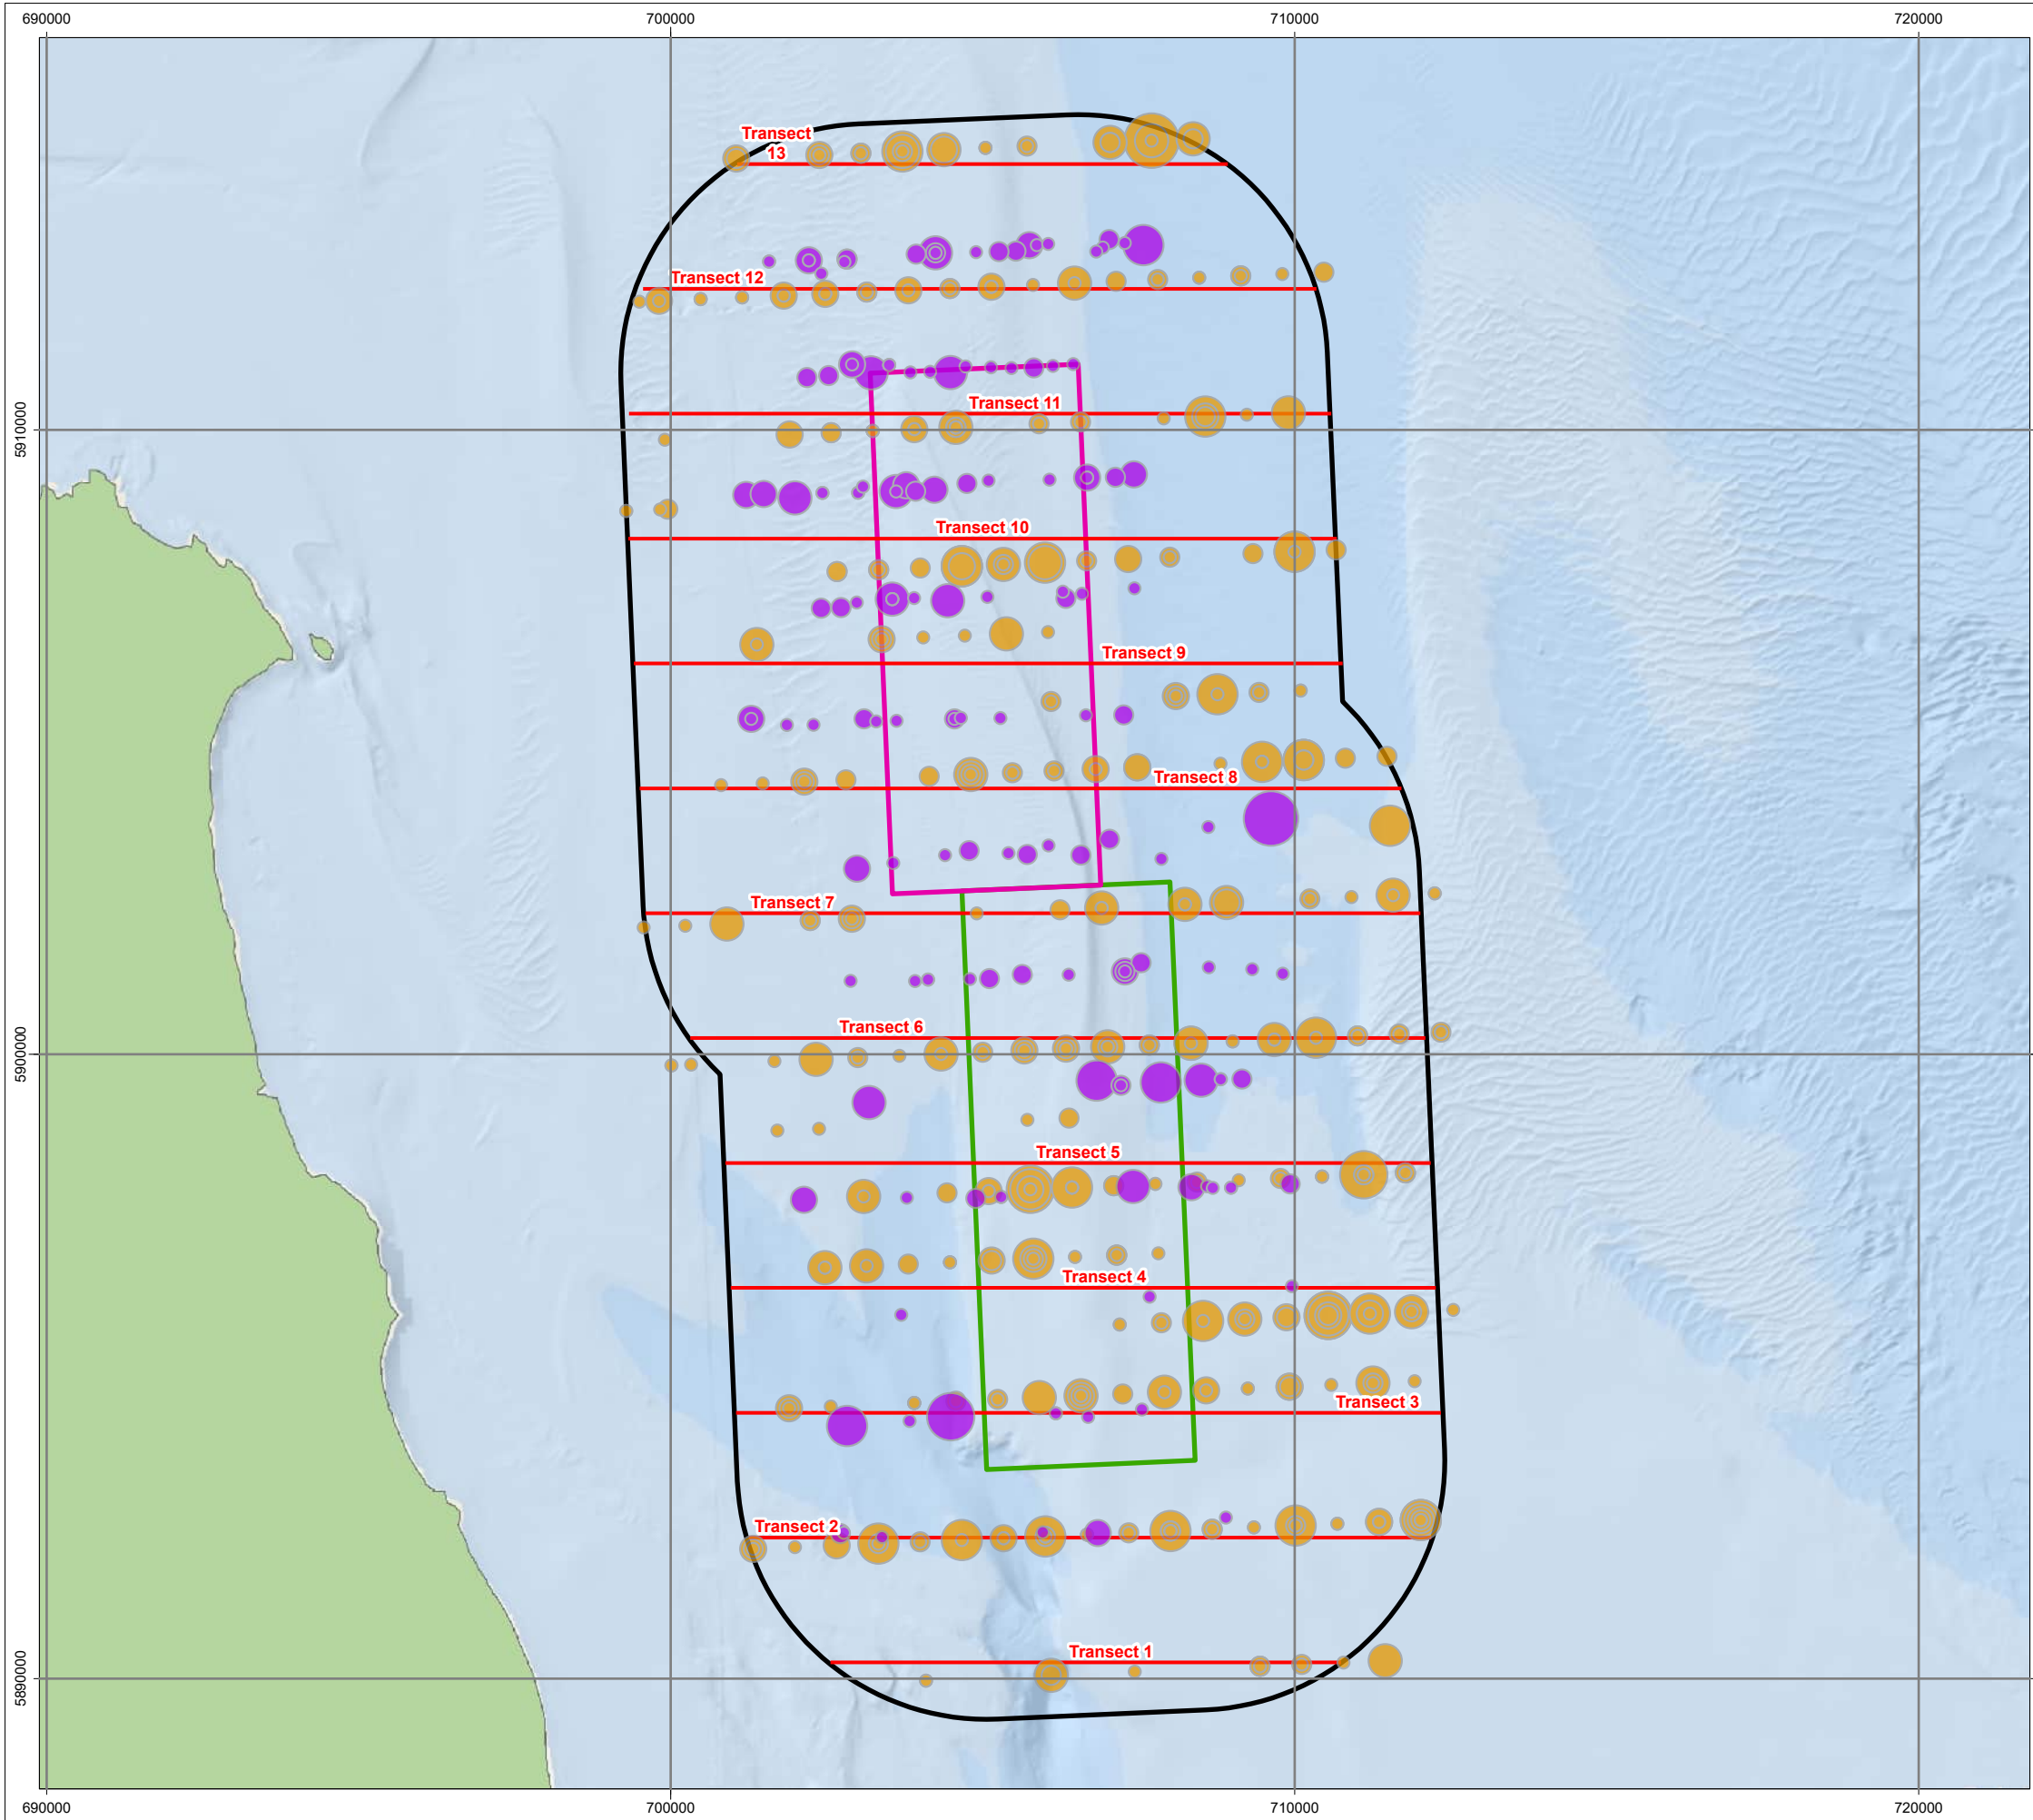 690000
700000
710000
720000
Transect
13
Transect 12
Transect 11
5910000
Transect 10
Transect 9
Transect 8
Transect 7
Transect 6
5900000
Transect 5
Transect 4
Transect 3
Transect 2
Transect 1
5890000
690000
700000
710000
720000